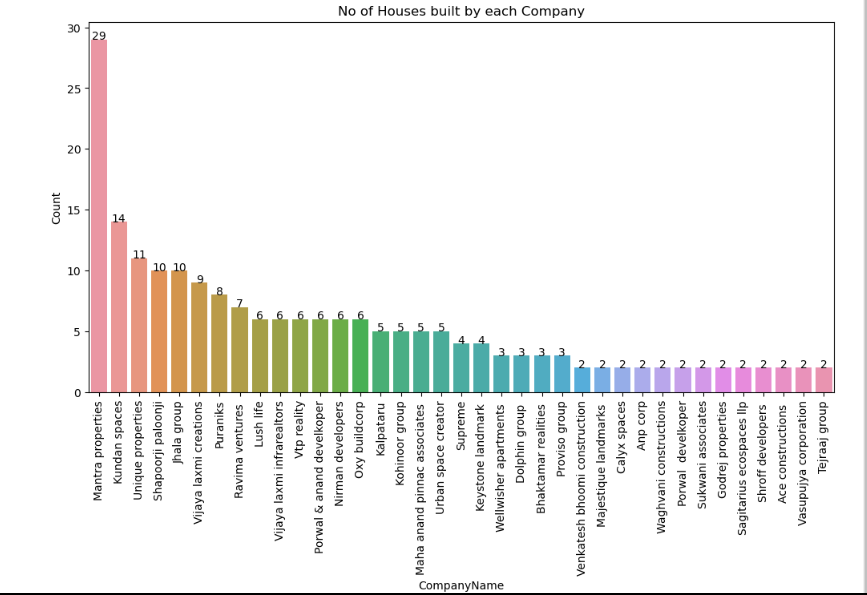 No of Houses built by each Company
30
25
20
15
10
5
0
Count
29
14
11
10
10
9
8
7
6
6
6
6
6
6
5
5
5
5
4
4
3
3
3
3
2
2
2
2
2
2
2
2
2
2
2
2
2
Mantra properties
Kundan spaces
Unique properties
Shapoorji paloonji
Jhala group
Vijaya laxmi creations
Puraniks
Ravima ventures
Lush life
Vijaya laxmi infrarealtors
Vtp reality
Porwal & anand develkoper
Nirman developers
Oxy buildcorp
Kalpataru
Kohinoor group
Maha anand pinnac associates
Urban space creator
Supreme
Keystone landmark
Wellwisher apartments
Dolphin group
Bhaktamar realities
Proviso group
Venkatesh bhoomi construction
Majestique landmarks
Calyx spaces
Anp corp
Waghvani constructions
Porwal  develkoper
Sukwani associates
Godrej properties
Sagitarius ecospaces llp
Shroff developers
Ace constructions
Vasupujya corporation
Tejraaj group
CompanyName